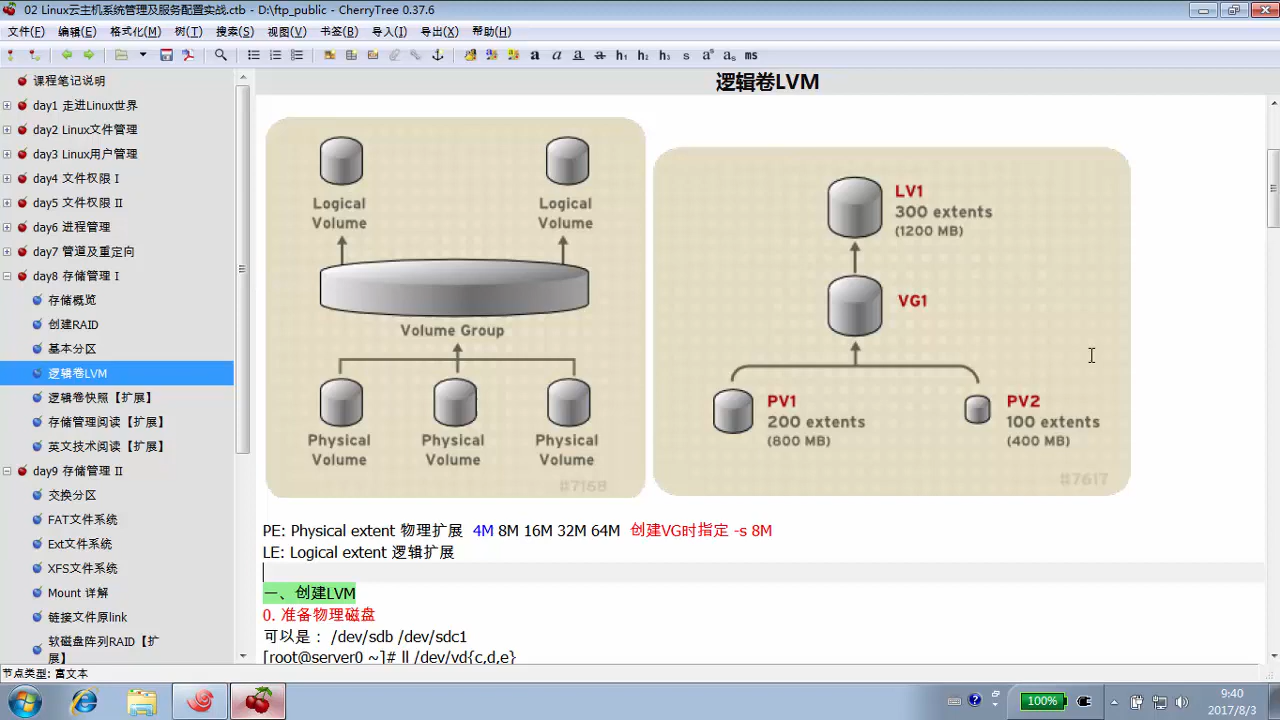 02 Linux云主机系统管理及服务配置实战.ctb - D:\ftp_public - CherryTree 0.37.6
文件(F) 编辑(E) 格式化(M) 树(T) 搜索(S) 视图(V) 书签(B) 导入(I) 导出(X) 帮助(H)
a a a a h1 h2 h3 s a^s a_s ms
课程笔记说明
day1 走进Linux世界
day2 Linux文件管理
day3 Linux用户管理
day4 文件权限 I
day5 文件权限 II
day6 进程管理
day7 管道及重定向
day8 存储管理 I
存储概览
创建RAID
基本分区
逻辑卷LVM
逻辑卷快照【扩展】
存储管理阅读【扩展】
英文技术阅读【扩展】
day9 存储管理 II
交换分区
FAT文件系统
Ext文件系统
XFS文件系统
Mount 详解
链接文件原link
软磁盘阵列RAID【扩
展】
逻辑卷LVM
Logical
Volume
Logical
Volume
Volume Group
Physical
Volume
Physical
Volume
Physical
Volume
#7168
LV1
300 extents
(1200 MB)
VG1
PV1
200 extents
(800 MB)
PV2
100 extents
(400 MB)
#7617
PE: Physical extent 物理扩展 4M 8M 16M 32M 64M 创建VG时指定 -s 8M
LE: Logical extent 逻辑扩展
一、创建LVM
0. 准备物理磁盘
可以是： /dev/sdb /dev/sdc1
[root@server0 ~]# ll /dev/vd{c,d,e}
节点类型: 富文本
100%
9:40
2017/8/3